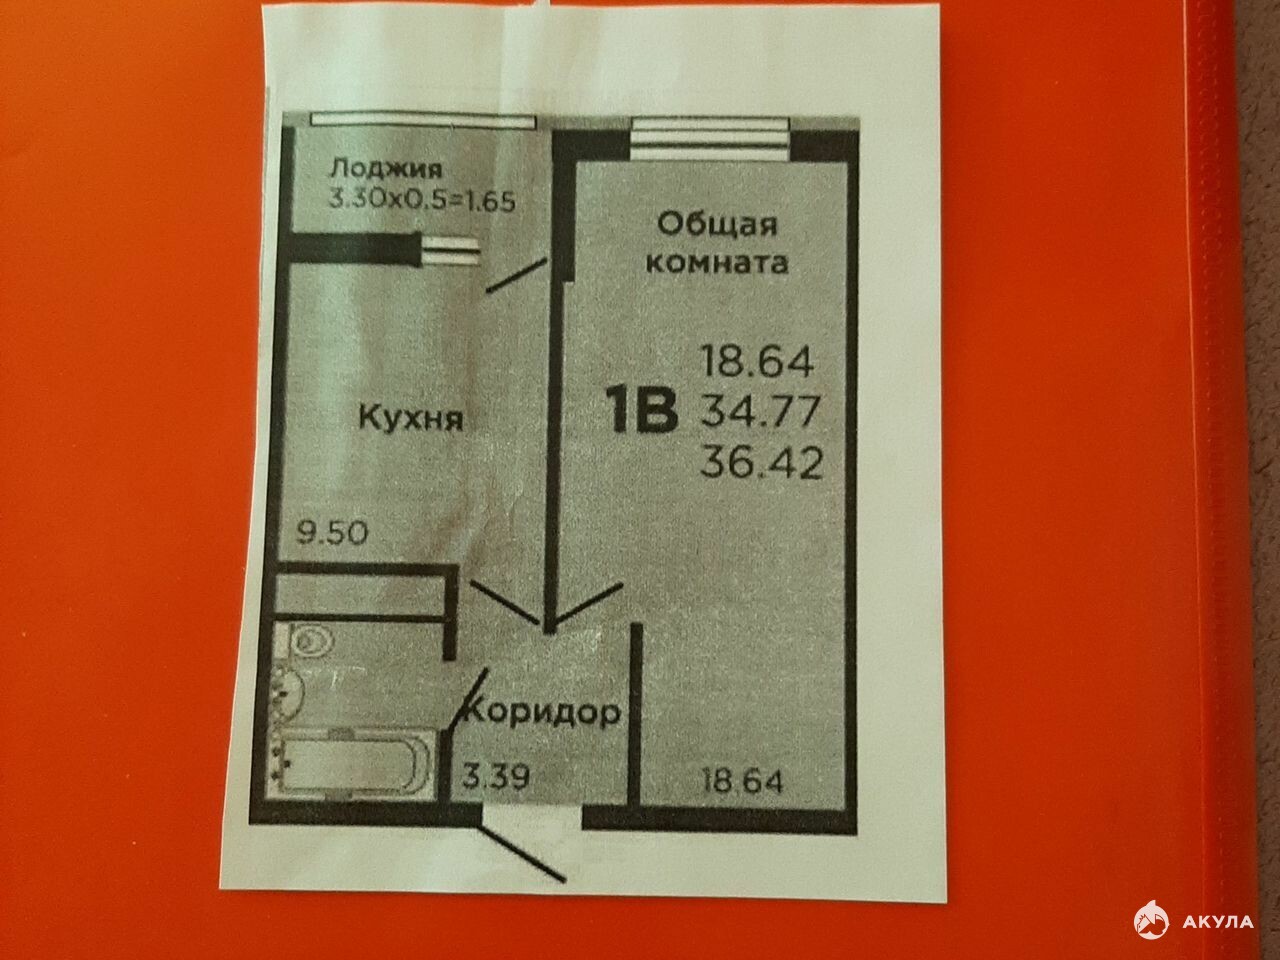 Лоджия
3.30x0.5=1.65
Общая
комната
1В
18.64
34.77
36.42
Кухня
9.50
Коридор
3.39
18.64
АКУЛА